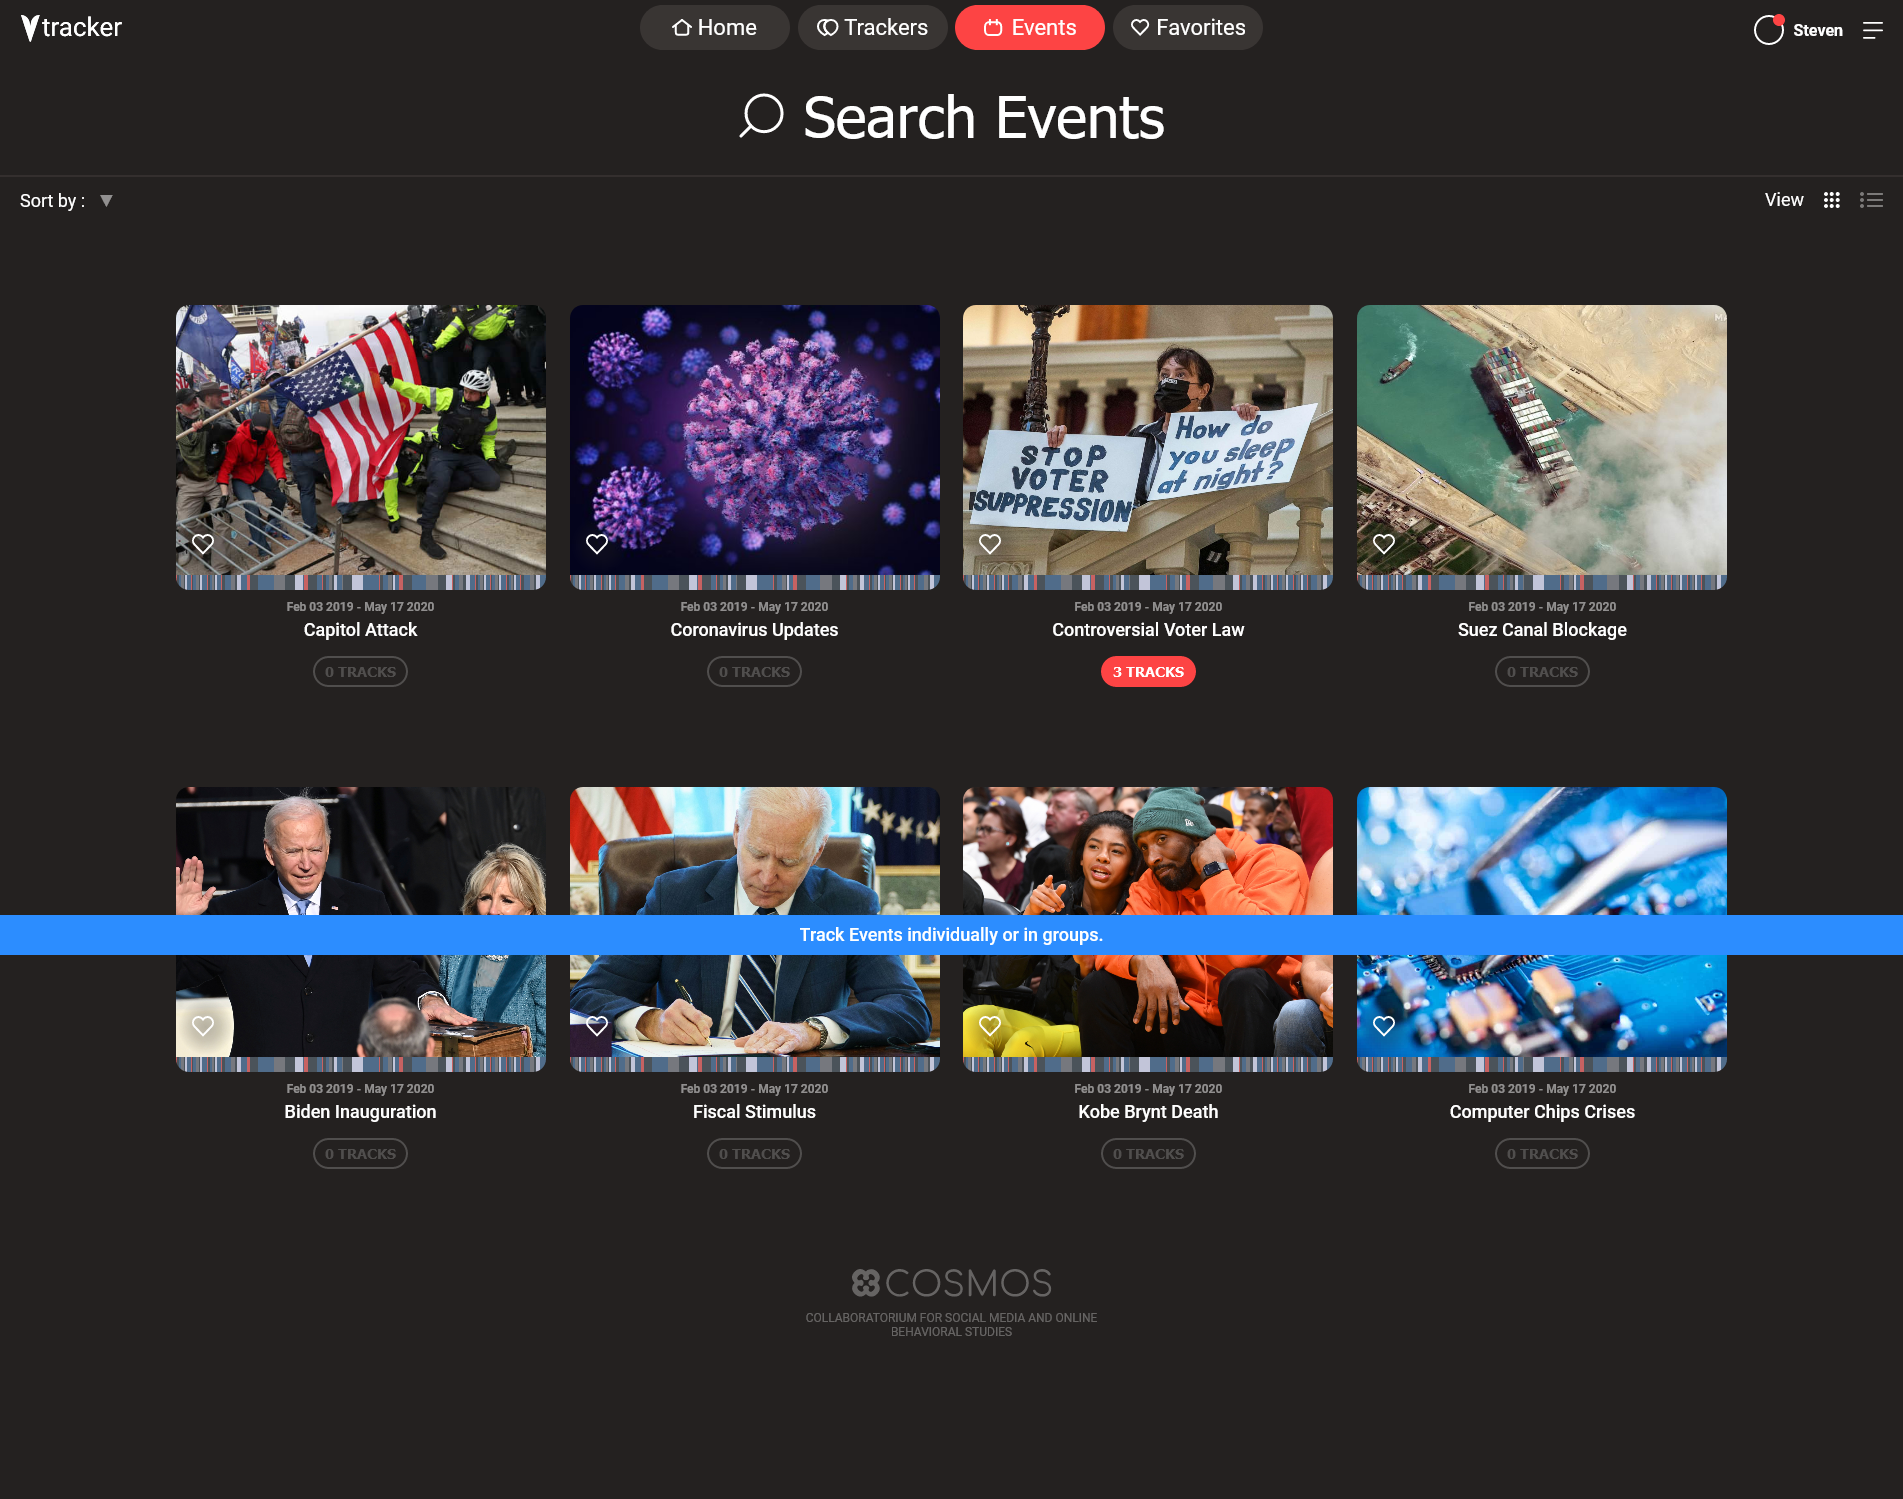 tracker
Home
Trackers
Events
Favorites
Steven
Search Events
Sort by :
View
STOP
VOTER
SUPPRESSION
How do
you sleep
at night?
Feb 03 2019 - May 17 2020
Capitol Attack
0 TRACKS
Feb 03 2019 - May 17 2020
Coronavirus Updates
0 TRACKS
Feb 03 2019 - May 17 2020
Controversial Voter Law
3 TRACKS
Feb 03 2019 - May 17 2020
Suez Canal Blockage
0 TRACKS
Track Events individually or in groups.
Feb 03 2019 - May 17 2020
Biden Inauguration
0 TRACKS
Feb 03 2019 - May 17 2020
Fiscal Stimulus
0 TRACKS
Feb 03 2019 - May 17 2020
Kobe Brynt Death
0 TRACKS
Feb 03 2019 - May 17 2020
Computer Chips Crises
0 TRACKS
COSMOS
COLLABORATORIUM FOR SOCIAL MEDIA AND ONLINE
BEHAVIORAL STUDIES